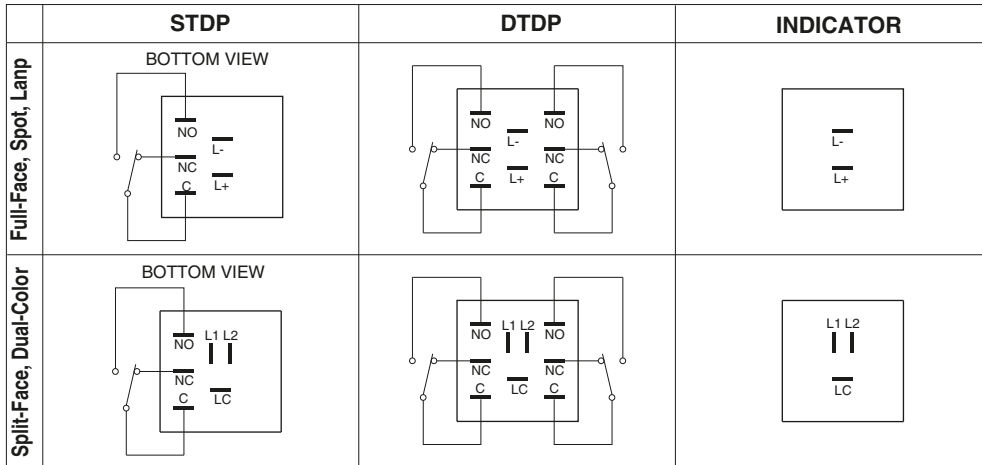 STDP
DTDP
INDICATOR
Full-Face, Spot, Lanp
BOTTOM VIEW
NO
L-
NC
L+
C
NO
NO
L-
NC
NC
C
L+
C
L-
L+
Split-Face, Dual-Color
BOTTOM VIEW
L1 L2
NO
NC
C
LC
NO
L1 L2
NO
NC
NC
C
LC
C
L1 L2
LC